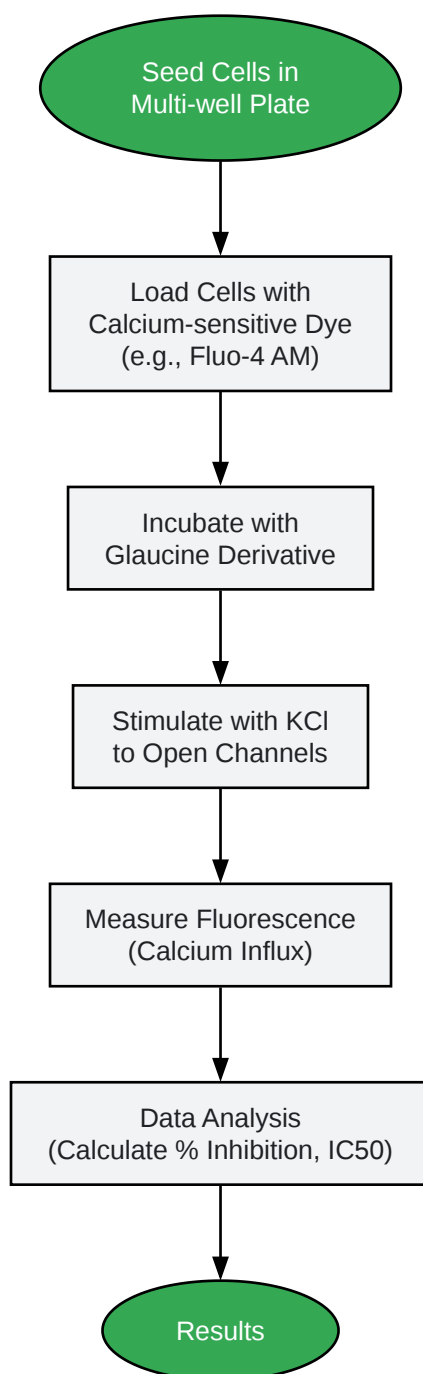 Seed Cells in
Multi-well Plate
Load Cells with
Calcium-sensitive Dye
(e.g., Fluo-4 AM)
Incubate with
Glaucine Derivative
Stimulate with KCl
to Open Channels
Measure Fluorescence
(Calcium Influx)
Data Analysis
(Calculate % Inhibition, IC50)
Results